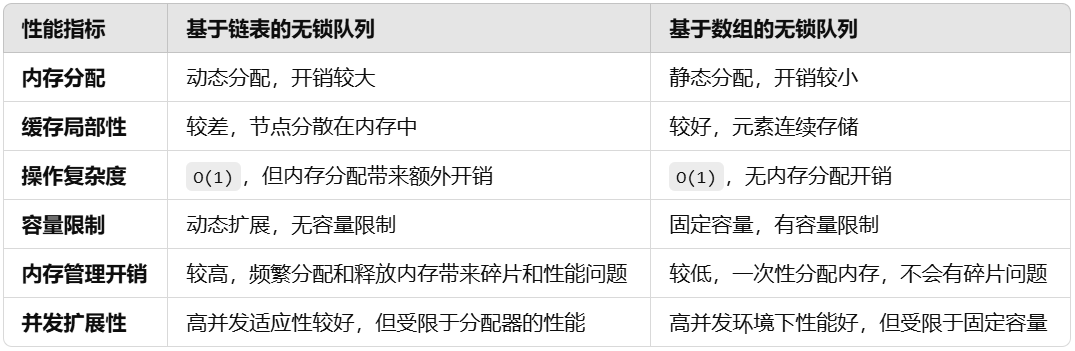 性能指标 基于链表的无锁队列 基于数组的无锁队列
内存分配 动态分配，开销较大 静态分配，开销较小
缓存局部性 较差，节点分散在内存中 较好，元素连续存储
操作复杂度 O(1)，但内存分配带来额外开销 O(1)，无内存分配开销
容量限制 动态扩展，无容量限制 固定容量，有容量限制
内存管理开销 较高，频繁分配和释放内存带来碎片和性能问题 较低，一次性分配内存，不会有碎片问题
并发扩展性 高并发适应性较好，但受限于分配器的性能 高并发环境下性能好，但受限于固定容量